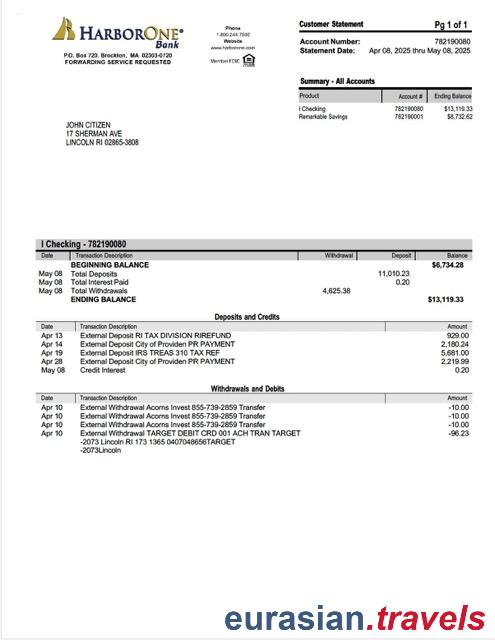 HARBORONE®
Bank
P.O. Box 720, Brockton, MA 02303-0720
FORWARDING SERVICE REQUESTED
Phone
1.800.244.7592
Website
www.harborone.com
Member FDIC
Customer Statement Pg 1 of 1
Account Number: 782190080
Statement Date: Apr 08, 2025 thru May 08, 2025
Summary - All Accounts
Product Account # Ending Balance
I Checking 782190080 $13,119.33
Remarkable Savings 782190001 $8,732.62
JOHN CITIZEN
17 SHERMAN AVE
LINCOLN RI 02865-3808
I Checking - 782190080
Date Transaction Description Withdrawal Deposit Balance
BEGINNING BALANCE $6,734.28
May 08 Total Deposits 11,010.23
May 08 Total Interest Paid 0.20
May 08 Total Withdrawals 4,625.38
ENDING BALANCE $13,119.33
Deposits and Credits
Date Transaction Description Amount
Apr 13 External Deposit RI TAX DIVISION RIREFUND 929.00
Apr 14 External Deposit City of Providen PR PAYMENT 2,180.24
Apr 19 External Deposit IRS TREAS 310 TAX REF 5,681.00
Apr 28 External Deposit City of Providen PR PAYMENT 2,219.99
May 08 Credit Interest 0.20
Withdrawals and Debits
Date Transaction Description Amount
Apr 10 External Withdrawal Acorns Invest 855-739-2859 Transfer -10.00
Apr 10 External Withdrawal Acorns Invest 855-739-2859 Transfer -10.00
Apr 10 External Withdrawal Acorns Invest 855-739-2859 Transfer -10.00
Apr 10 External Withdrawal TARGET DEBIT CRD 001 ACH TRAN TARGET -96.23
-2073 Lincoln RI 173 1365 0407048656TARGET
-2073Lincoln
eurasian.travels